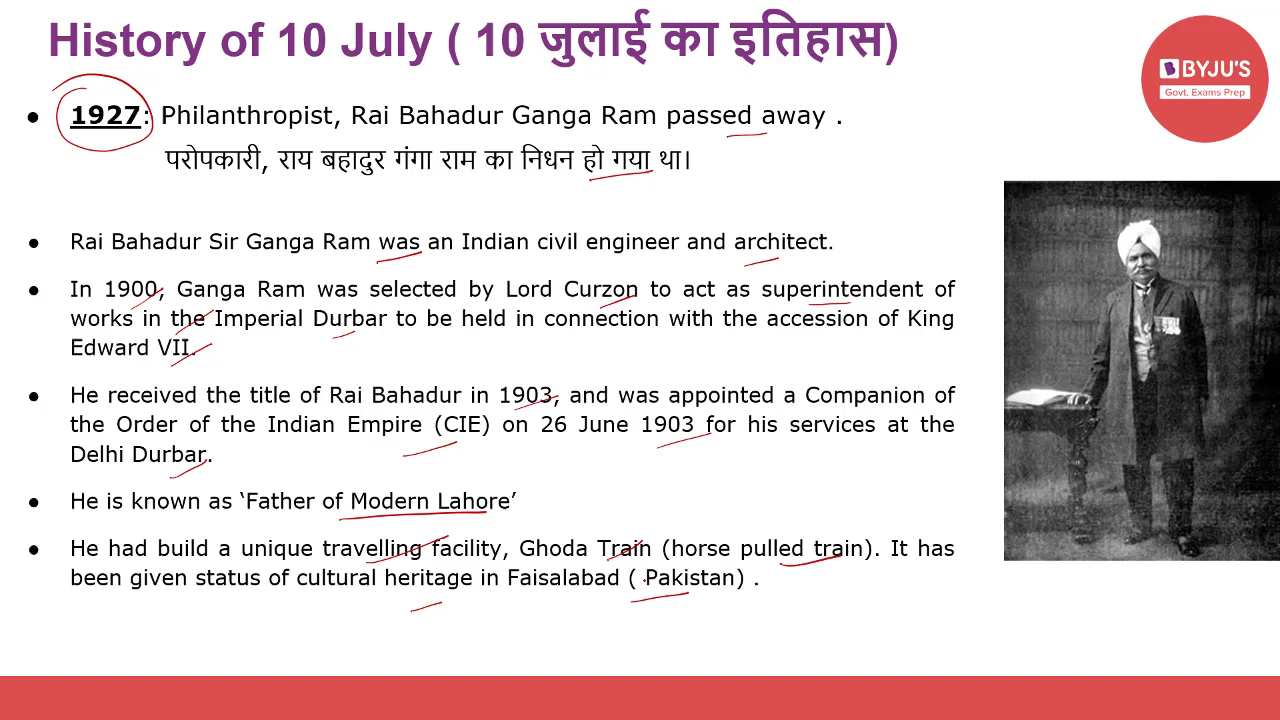 History of 10 July ( 10 जुलाई का इतिहास)
BYJU'S
Govt. Exams Prep
● 1927: Philanthropist, Rai Bahadur Ganga Ram passed away .
परोपकारी, राय बहादुर गंगा राम का निधन हो गया था।
● Rai Bahadur Sir Ganga Ram was an Indian civil engineer and architect.
● In 1900, Ganga Ram was selected by Lord Curzon to act as superintendent of
works in the Imperial Durbar to be held in connection with the accession of King
Edward VII.
● He received the title of Rai Bahadur in 1903, and was appointed a Companion of
the Order of the Indian Empire (CIE) on 26 June 1903 for his services at the
Delhi Durbar.
● He is known as ‘Father of Modern Lahore’
● He had build a unique travelling facility, Ghoda Train (horse pulled train). It has
been given status of cultural heritage in Faisalabad ( Pakistan) .